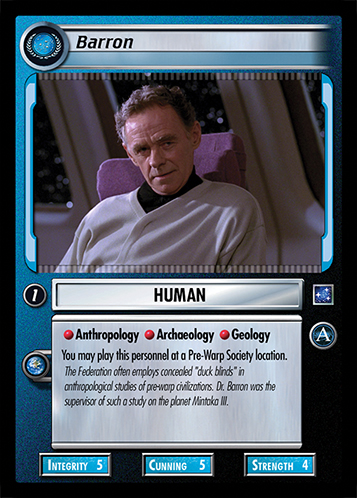 Barron
1
HUMAN
Anthropology Archaeology Geology
A
You may play this personnel at a Pre-Warp Society location.
The Federation often employs concealed "duck blinds" in
anthropological studies of pre-warp civilizations. Dr. Barron was the
supervisor of such a study on the planet Mintaka III.
INTEGRITY 5 CUNNING 5 STRENGTH 4